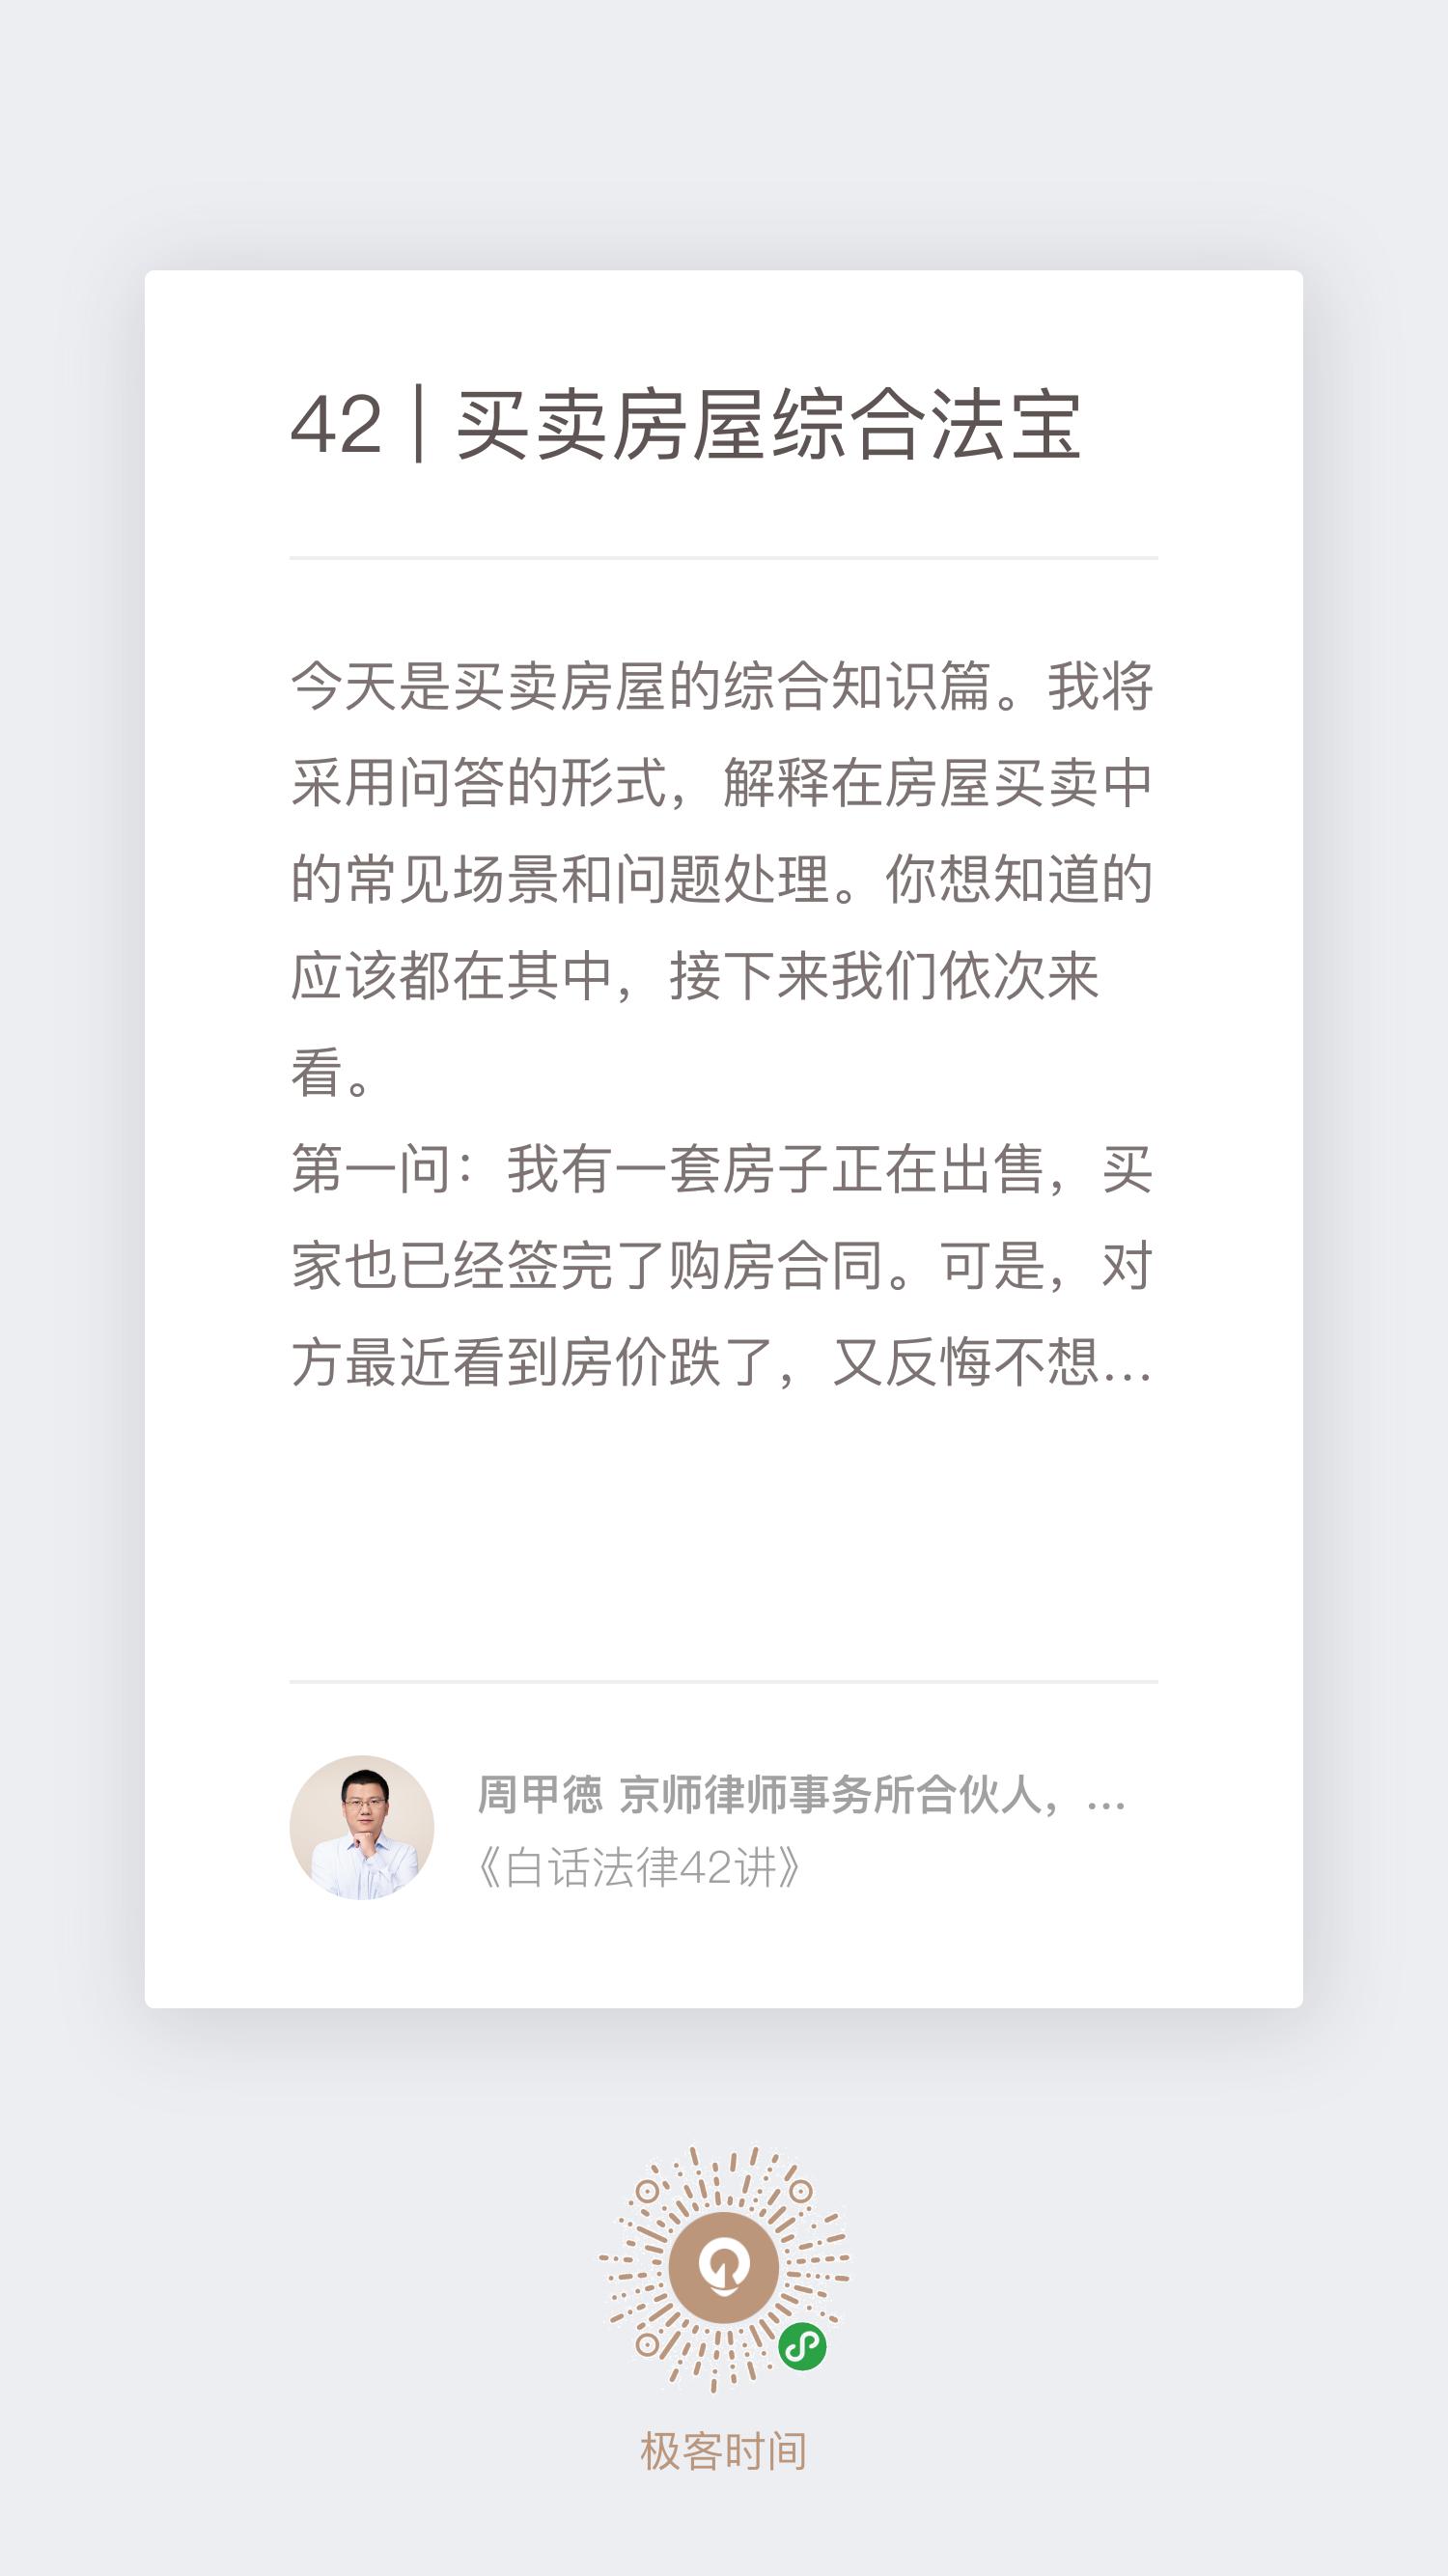 42 | 买卖房屋综合法宝
今天是买卖房屋的综合知识篇。我将
采用问答的形式，解释在房屋买卖中
的常见场景和问题处理。你想知道的
应该都在其中，接下来我们依次来
看。
第一问：我有一套房子正在出售，买
家也已经签完了购房合同。可是，对
方最近看到房价跌了，又反悔不想...
周甲德 京师律师事务所合伙人，...
《白话法律42讲》
极客时间